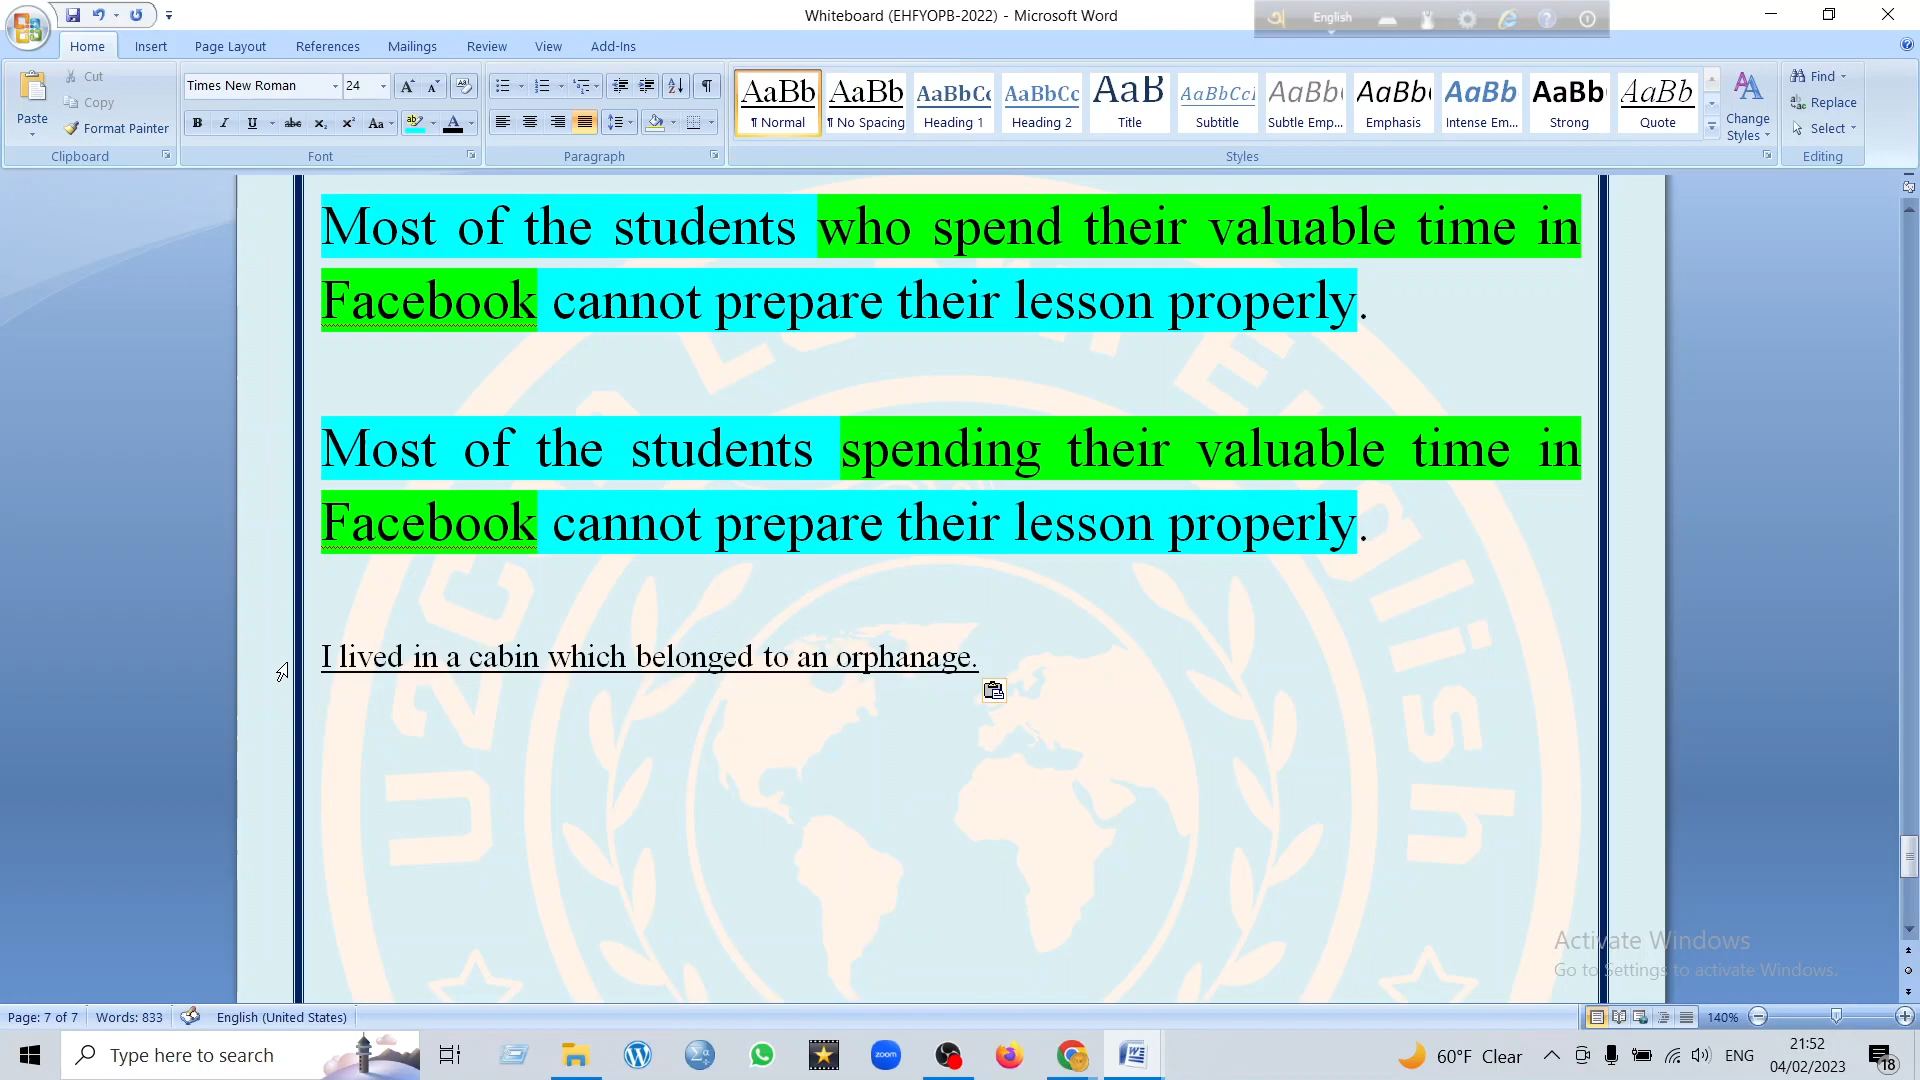 Whiteboard (EHFYOPB-2022) - Microsoft Word
English
Home Insert Page Layout References Mailings Review View Add-Ins
Paste
Cut
Copy
Format Painter
Clipboard
Times New Roman 24
Font
Paragraph
AaBb AaBb AaBbCc AaBbCc AaB AaBbCcI AaBb AaBb AaBb AaBb AaBb
¶ Normal ¶ No Spacing Heading 1 Heading 2 Title Subtitle Subtle Emp... Emphasis Intense Em... Strong Quote
Change Styles
Styles
Find
Replace
Select
Editing
Most of the students who spend their valuable time in
Facebook cannot prepare their lesson properly.
Most of the students spending their valuable time in
Facebook cannot prepare their lesson properly.
I lived in a cabin which belonged to an orphanage.
Activate Windows
Go to Settings to activate Windows.
Page: 7 of 7 Words: 833 English (United States) 140%
Type here to search
zoom
60°F Clear ENG
21:52
04/02/2023
18